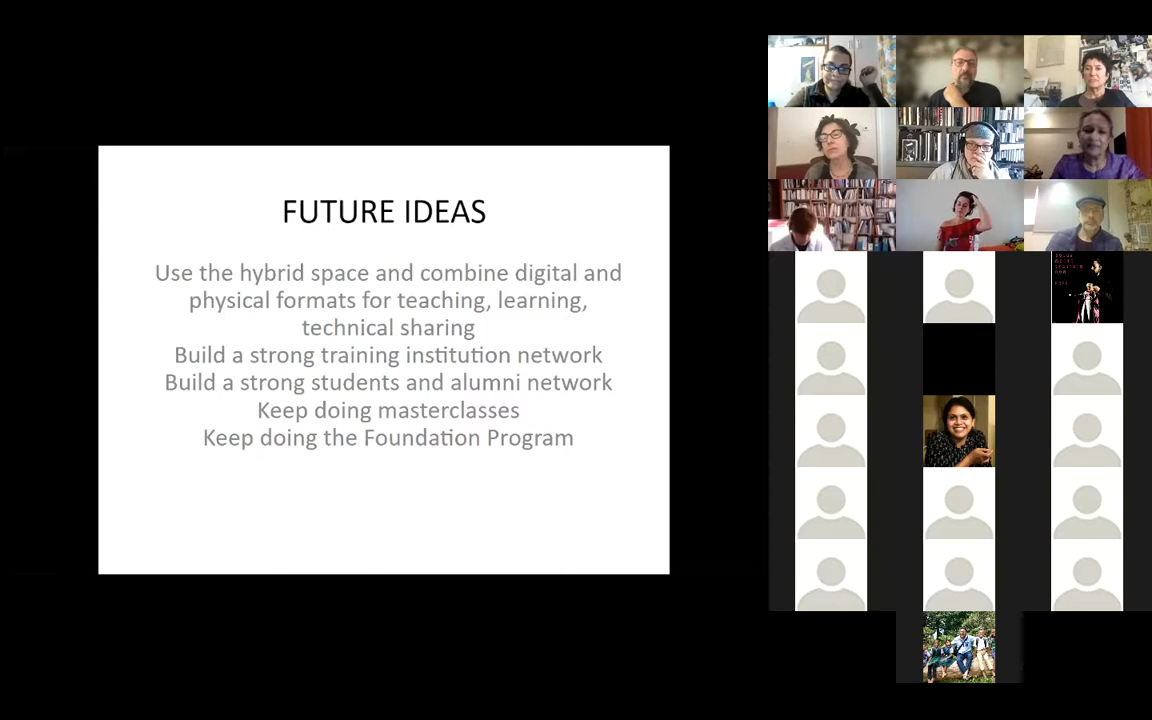 FUTURE IDEAS
Use the hybrid space and combine digital and
physical formats for teaching, learning,
technical sharing
Build a strong training institution network
Build a strong students and alumni network
Keep doing masterclasses
Keep doing the Foundation Program